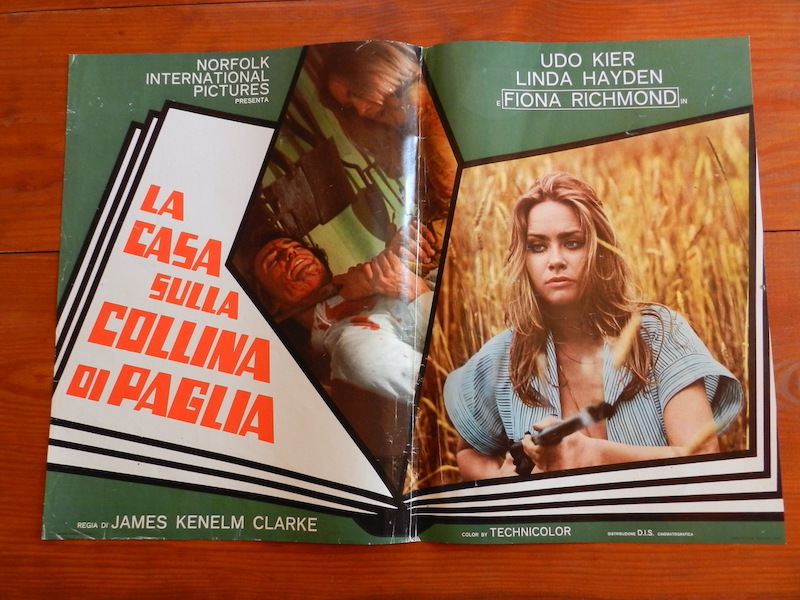 NORFOLK
INTERNATIONAL
PICTURES
PRESENTA
UDO KIER
LINDA HAYDEN
E FIONA RICHMOND IN
LA
CASA
SULLA
COLLINA
DI PAGLIA
REGIA DI JAMES KENELM CLARKE
COLOR BY TECHNICOLOR
DISTRIBUZIONE D.I.S. CINEMATOGRAFICA